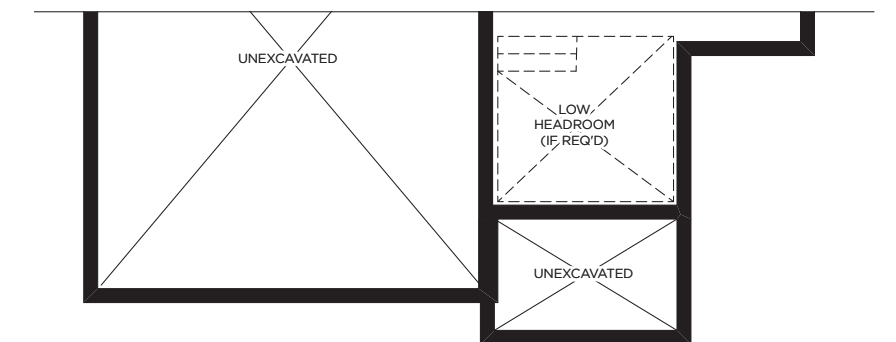 UNEXCAVATED
LOW
HEADROOM
(IF REQ'D)
UNEXCAVATED